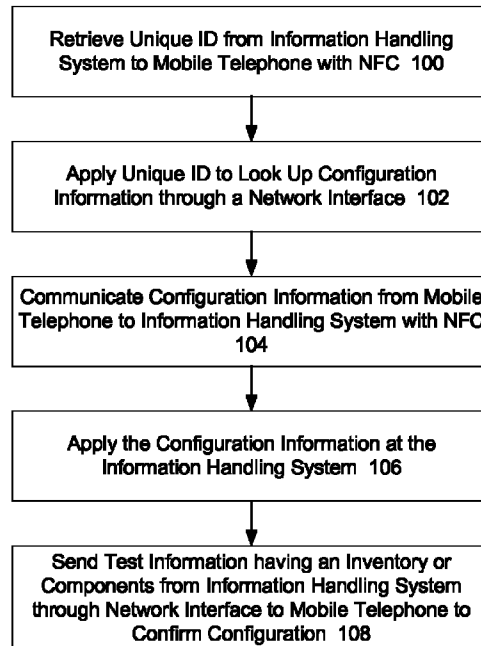 Retrieve Unique ID from Information Handling
System to Mobile Telephone with NFC 100
Apply Unique ID to Look Up Configuration
Information through a Network Interface 102
Communicate Configuration Information from Mobile
Telephone to Information Handling System with NFC
104
Apply the Configuration Information at the
Information Handling System 106
Send Test Information having an Inventory or
Components from Information Handling System
through Network Interface to Mobile Telephone to
Confirm Configuration 108